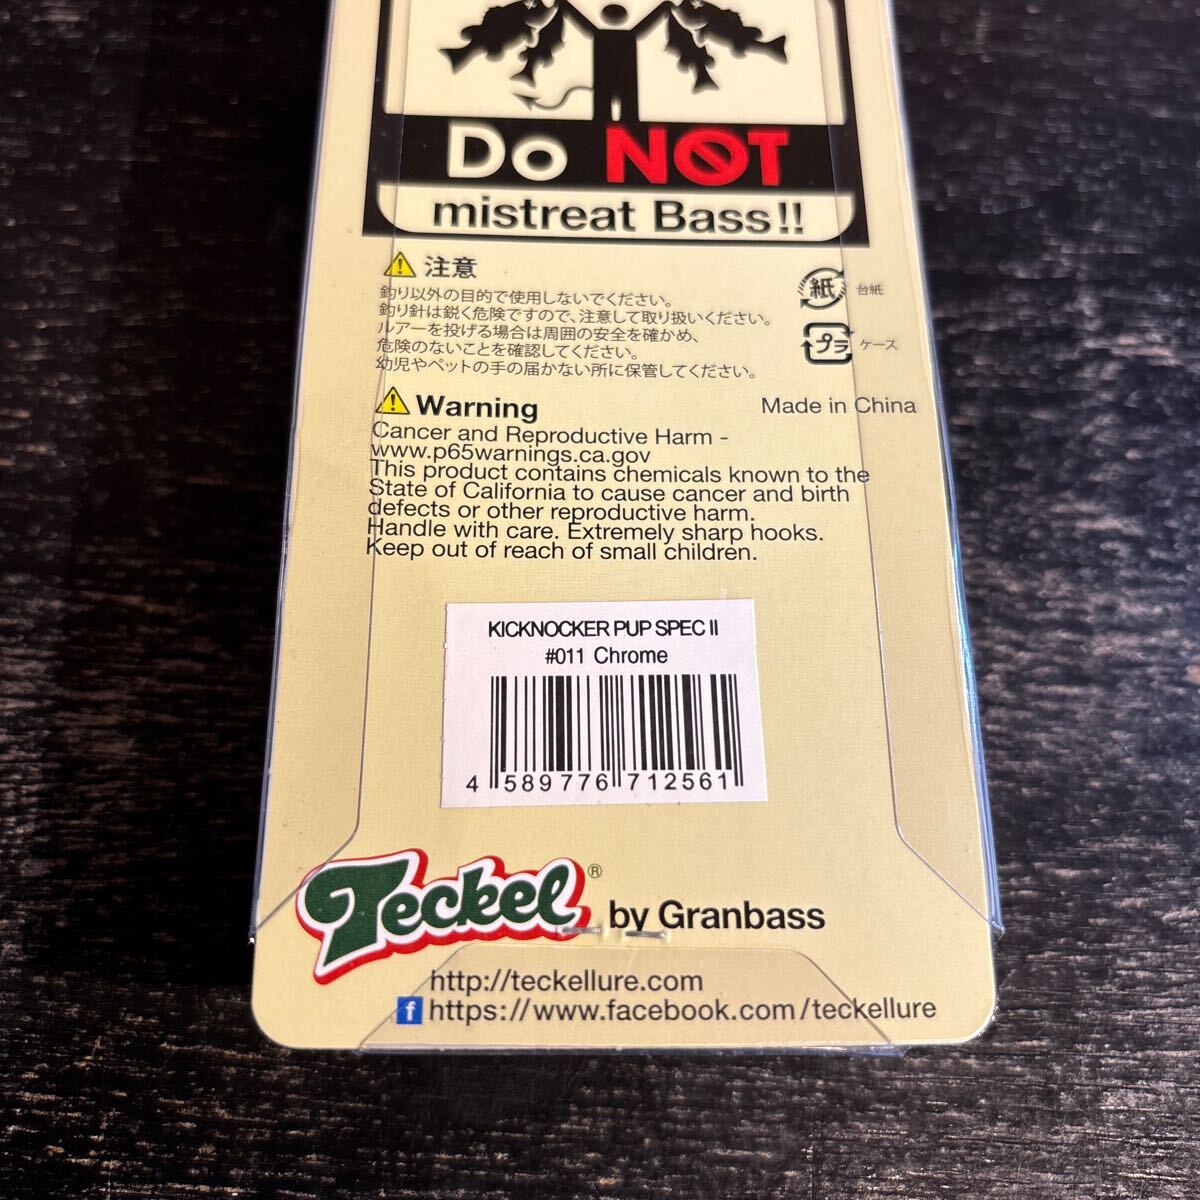 Do NOT
mistreat Bass!!
注意
釣り以外の目的で使用しないでください。
釣り針は鋭く危険ですので、注意して取り扱いください。
ルアーを投げる場合は周囲の安全を確かめ、
危険のないことを確認してください。
幼児やペットの手の届かない所に保管してください。
紙 台紙
プラ ケース
Warning
Made in China
Cancer and Reproductive Harm -
www.p65warnings.ca.gov
This product contains chemicals known to the
State of California to cause cancer and birth
defects or other reproductive harm.
Handle with care. Extremely sharp hooks.
Keep out of reach of small children.
KICKNOCKER PUP SPEC II
#011 Chrome
4 589776 712561
Teckel® by Granbass
http://teckellure.com
f https://www.facebook.com/teckellure